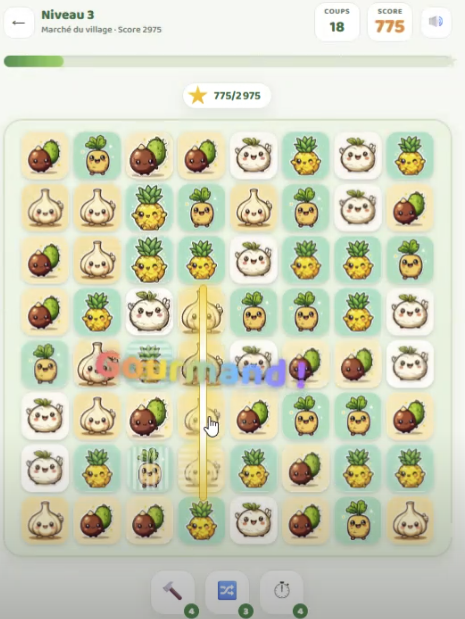 ←
Niveau 3
Marché du village · Score 2975
COUPS
18
SCORE
775
775/2975
Gourmand !
4
3
4